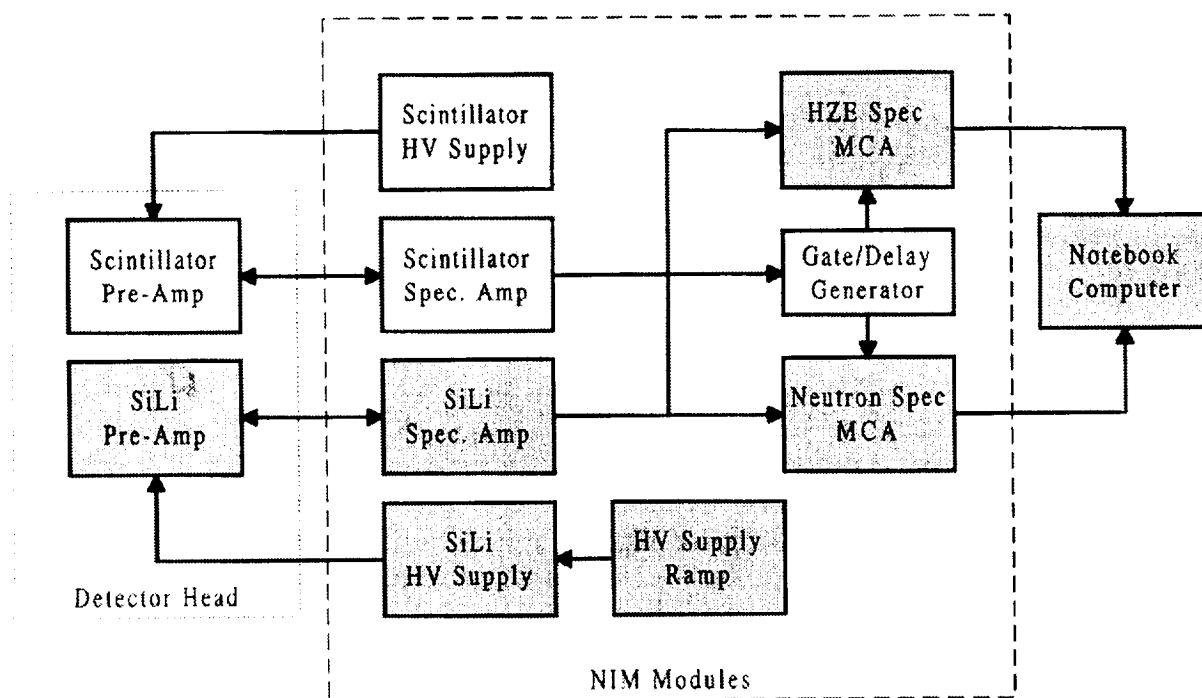 Scintillator
HV Supply
HZE Spec
MCA
Scintillator
Pre-Amp
Scintillator
Spec. Amp
Gate/Delay
Generator
Notebook
Computer
SiLi
Pre-Amp
SiLi
Spec. Amp
Neutron Spec
MCA
SiLi
HV Supply
HV Supply
Ramp
Detector Head
NIM Modules